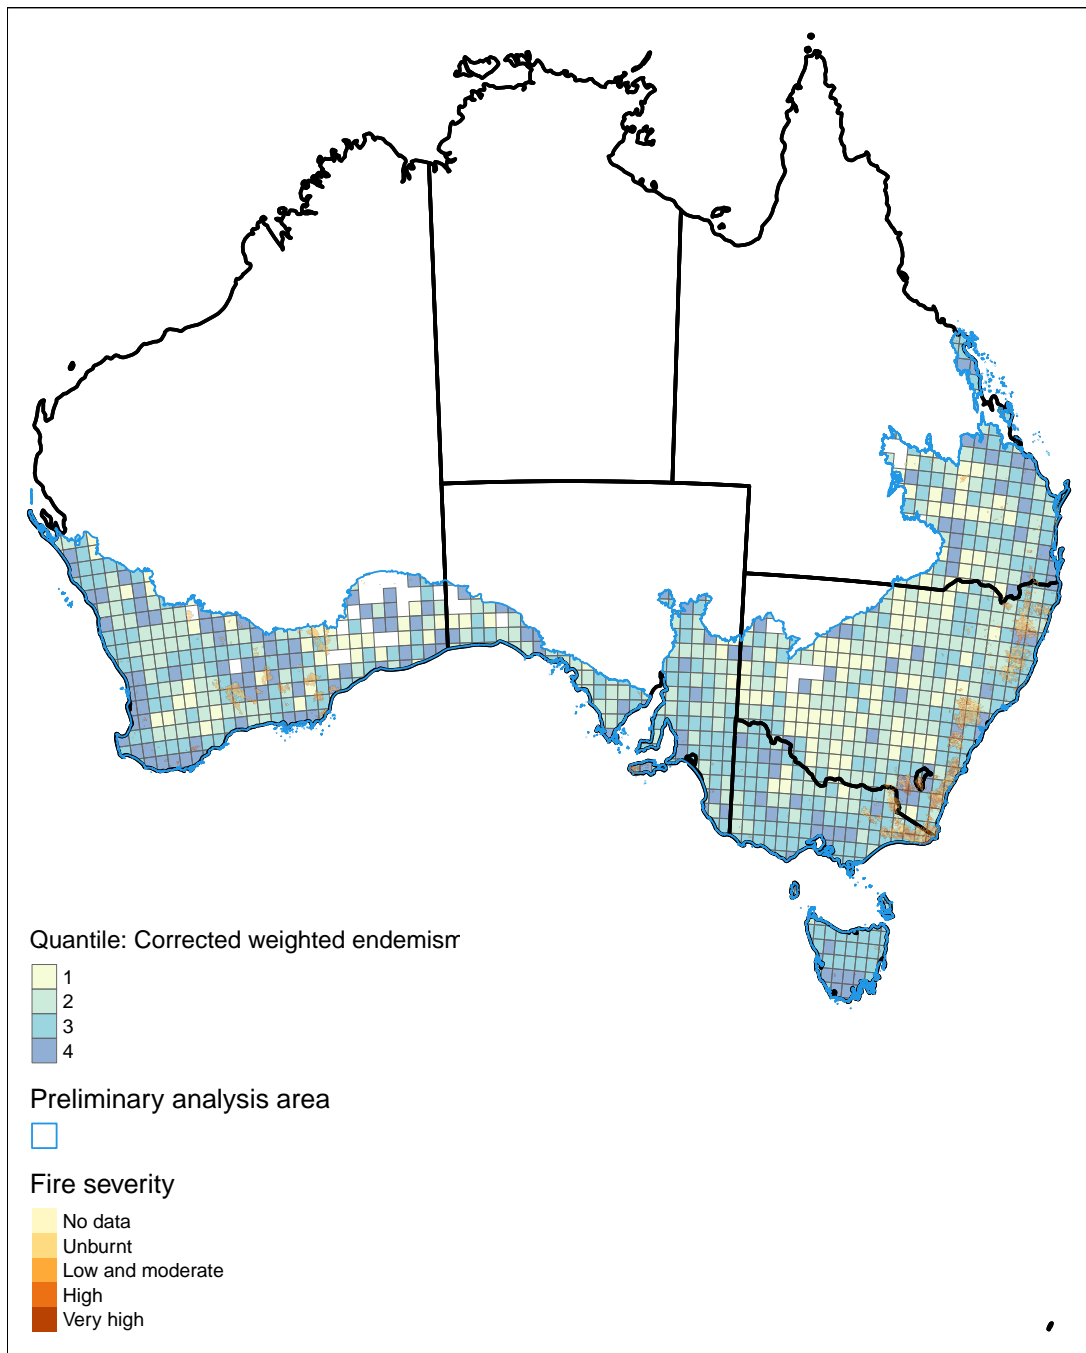 Quantile: Corrected weighted endemism
1
2
3
4
Preliminary analysis area
Fire severity
No data
Unburnt
Low and moderate
High
Very high